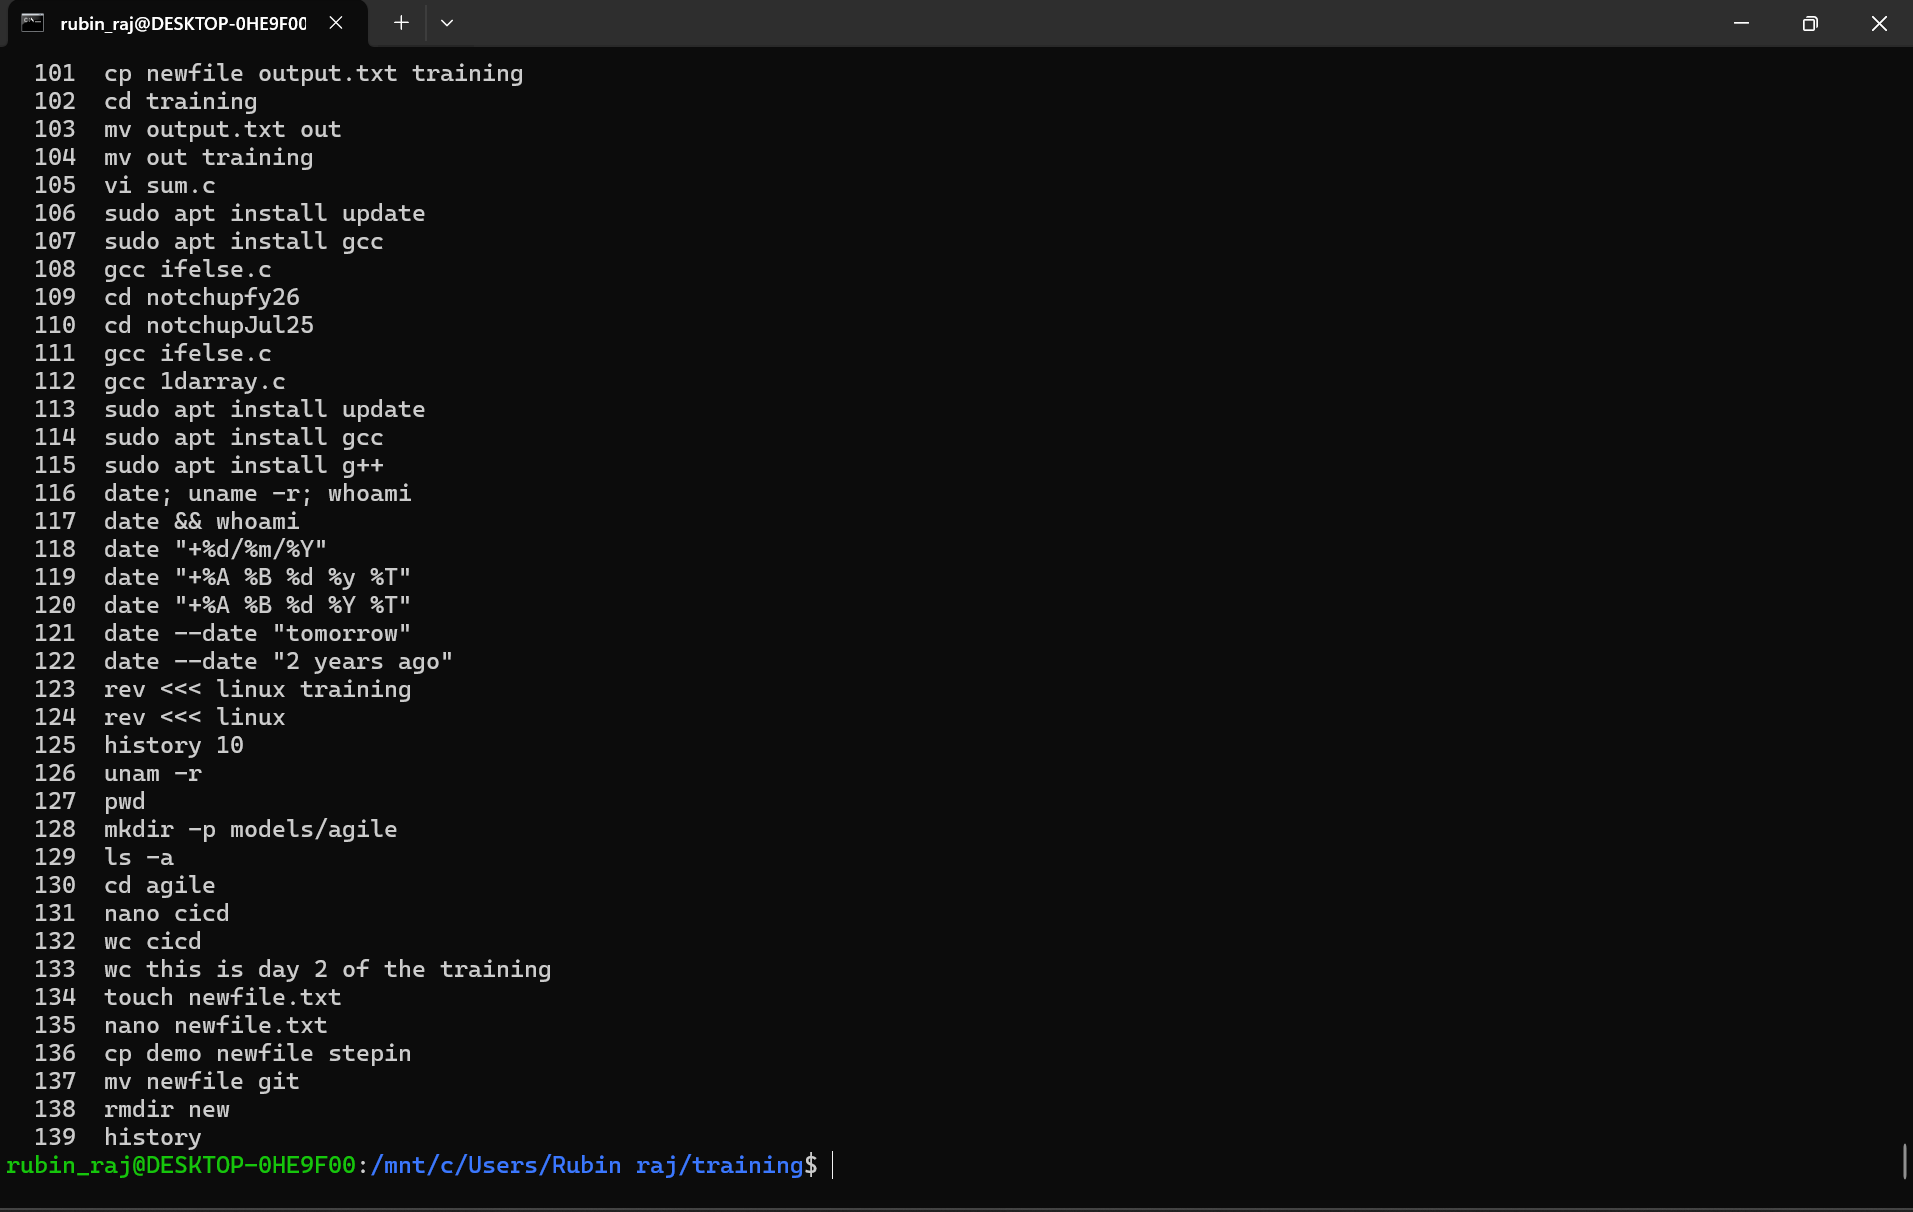 rubin_raj@DESKTOP-0HE9F00
101 cp newfile output.txt training
102 cd training
103 mv output.txt out
104 mv out training
105 vi sum.c
106 sudo apt install update
107 sudo apt install gcc
108 gcc ifelse.c
109 cd notchupfy26
110 cd notchupJul25
111 gcc ifelse.c
112 gcc 1darray.c
113 sudo apt install update
114 sudo apt install gcc
115 sudo apt install g++
116 date; uname -r; whoami
117 date && whoami
118 date "+%d/%m/%Y"
119 date "+%A %B %d %y %T"
120 date "+%A %B %d %Y %T"
121 date --date "tomorrow"
122 date --date "2 years ago"
123 rev <<< linux training
124 rev <<< linux
125 history 10
126 unam -r
127 pwd
128 mkdir -p models/agile
129 ls -a
130 cd agile
131 nano cicd
132 wc cicd
133 wc this is day 2 of the training
134 touch newfile.txt
135 nano newfile.txt
136 cp demo newfile stepin
137 mv newfile git
138 rmdir new
139 history
rubin_raj@DESKTOP-0HE9F00:/mnt/c/Users/Rubin raj/training$